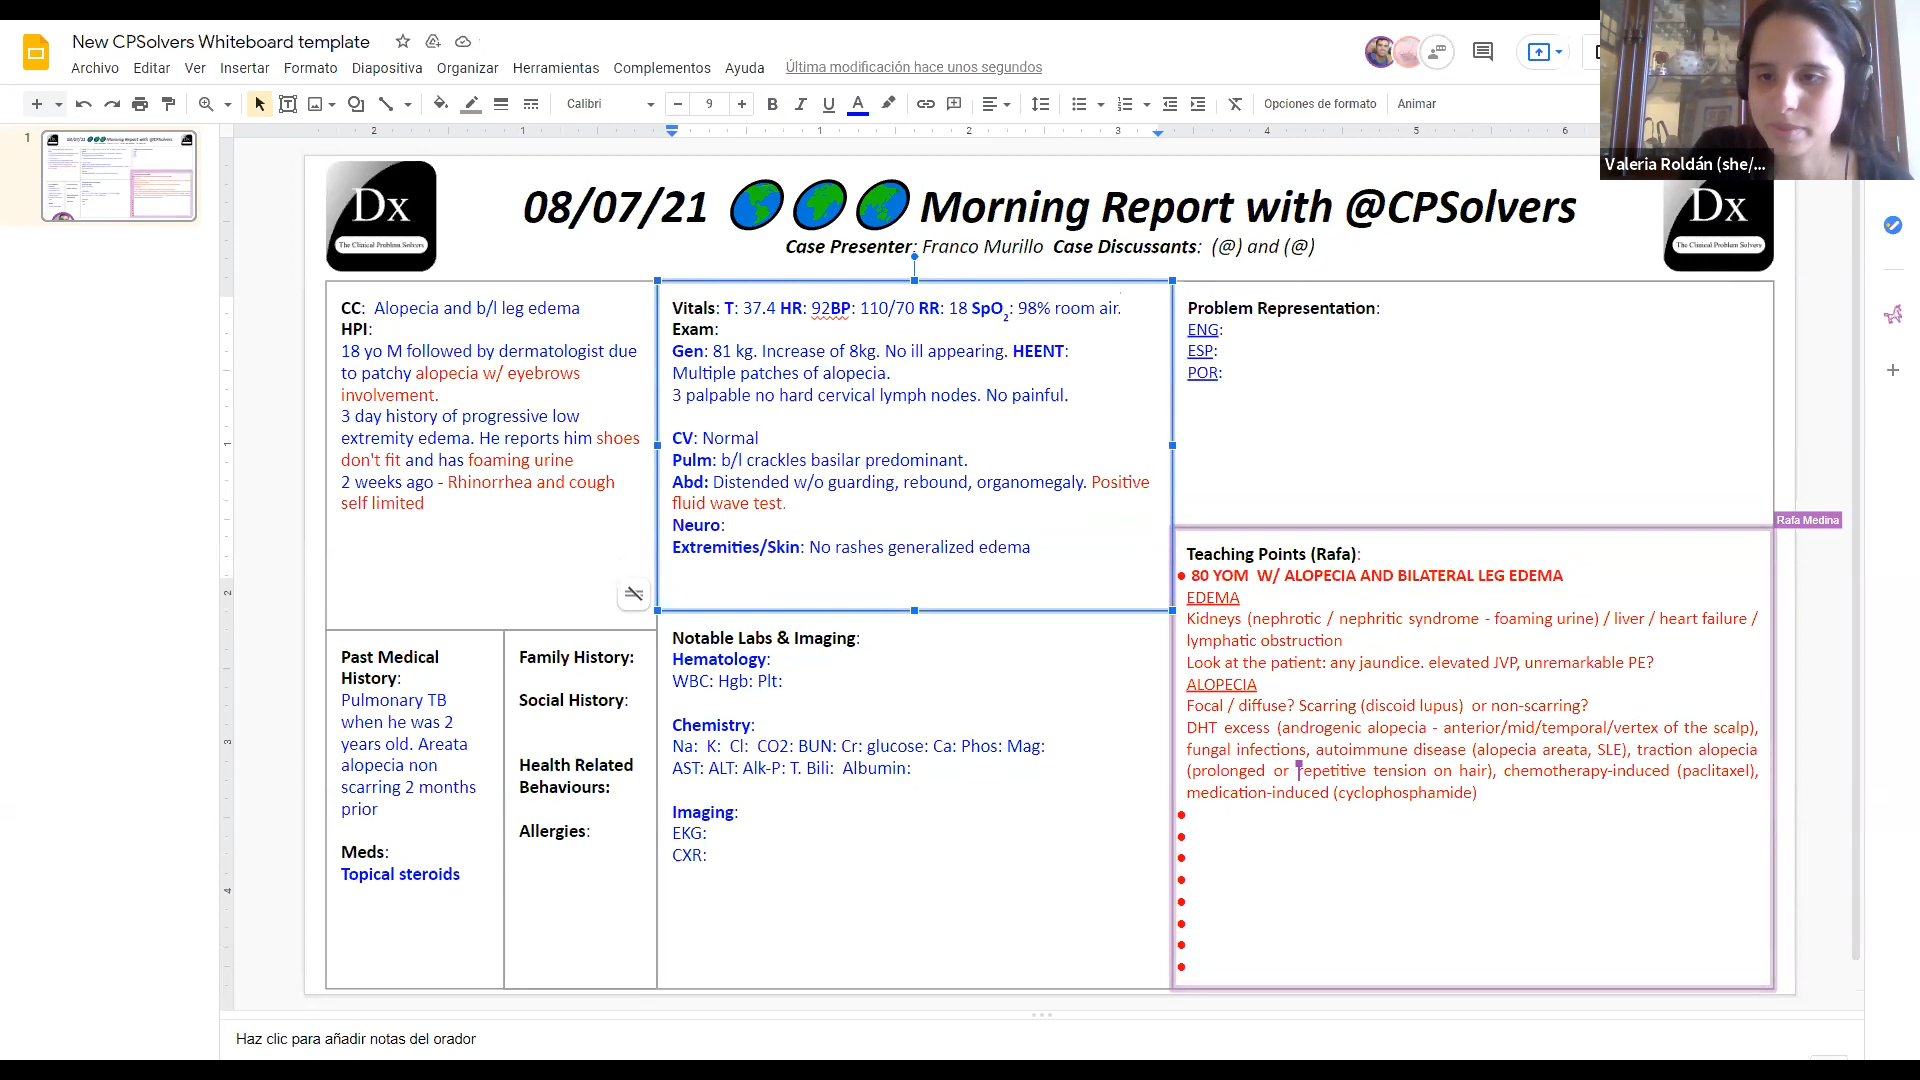 New CPSolvers Whiteboard template
Archivo Editar Ver Insertar Formato Diapositiva Organizar Herramientas Complementos Ayuda Última modificación hace unos segundos
Calibri 9 Opciones de formato Animar
Valeria Roldán (she/...
2 1 1 2 3 4 5 6
1
Dx
The Clinical Problem Solvers
08/07/21 Morning Report with @CPSolvers
Case Presenter: Franco Murillo Case Discussants: (@) and (@)
Dx
The Clinical Problem Solvers
CC: Alopecia and b/l leg edema
HPI:
18 yo M followed by dermatologist due
to patchy alopecia w/ eyebrows
involvement.
3 day history of progressive low
extremity edema. He reports him shoes
don't fit and has foaming urine
2 weeks ago - Rhinorrhea and cough
self limited
Vitals: T: 37.4 HR: 92BP: 110/70 RR: 18 SpO2: 98% room air.
Exam:
Gen: 81 kg. Increase of 8kg. No ill appearing. HEENT:
Multiple patches of alopecia.
3 palpable no hard cervical lymph nodes. No painful.
CV: Normal
Pulm: b/l crackles basilar predominant.
Abd: Distended w/o guarding, rebound, organomegaly. Positive
fluid wave test.
Neuro:
Extremities/Skin: No rashes generalized edema
Problem Representation:
ENG:
ESP:
POR:
Rafa Medina
Teaching Points (Rafa):
● 80 YOM W/ ALOPECIA AND BILATERAL LEG EDEMA
EDEMA
Kidneys (nephrotic / nephritic syndrome - foaming urine) / liver / heart failure /
lymphatic obstruction
Look at the patient: any jaundice. elevated JVP, unremarkable PE?
ALOPECIA
Focal / diffuse? Scarring (discoid lupus) or non-scarring?
DHT excess (androgenic alopecia - anterior/mid/temporal/vertex of the scalp),
fungal infections, autoimmune disease (alopecia areata, SLE), traction alopecia
(prolonged or repetitive tension on hair), chemotherapy-induced (paclitaxel),
medication-induced (cyclophosphamide)
Past Medical
History:
Pulmonary TB
when he was 2
years old. Areata
alopecia non
scarring 2 months
prior
Meds:
Topical steroids
Family History:
Social History:
Health Related
Behaviours:
Allergies:
Notable Labs & Imaging:
Hematology:
WBC: Hgb: Plt:
Chemistry:
Na: K: Cl: CO2: BUN: Cr: glucose: Ca: Phos: Mag:
AST: ALT: Alk-P: T. Bili: Albumin:
Imaging:
EKG:
CXR:
1
2
3
4
Haz clic para añadir notas del orador